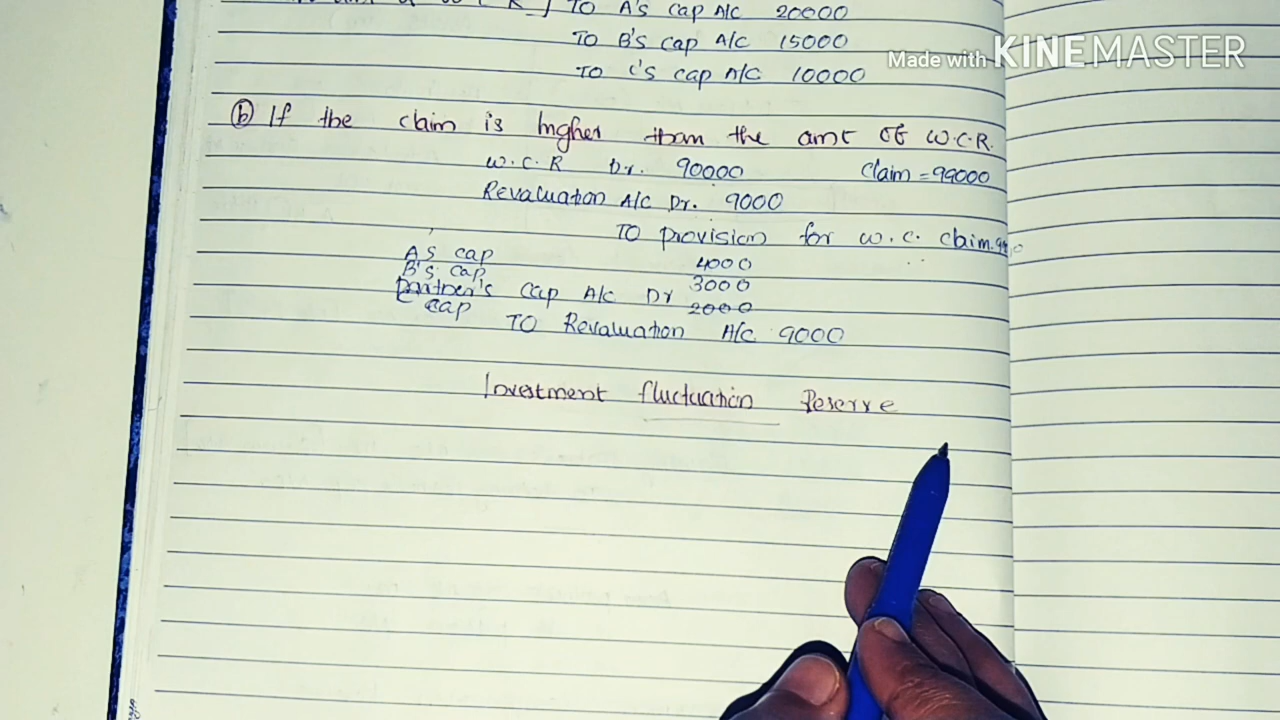 TO A's cap A/c 20000
TO B's cap A/c 15000
TO C's cap A/c 10000
Made with KINEMASTER
(b) If the claim is higher than the amt of W.C.R.
W.C.R Dr. 90000 Claim = 99000
Revaluation A/c Dr. 9000
TO provision for w.c. claim.
A's cap 4000
B's cap 3000
Partner's cap A/c Dr 2000
C cap
TO Revaluation A/c 9000
Investment fluctuation Reserve